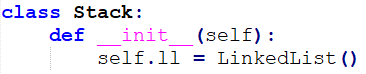 class Stack:
    def __init__(self):
        self.ll = LinkedList()